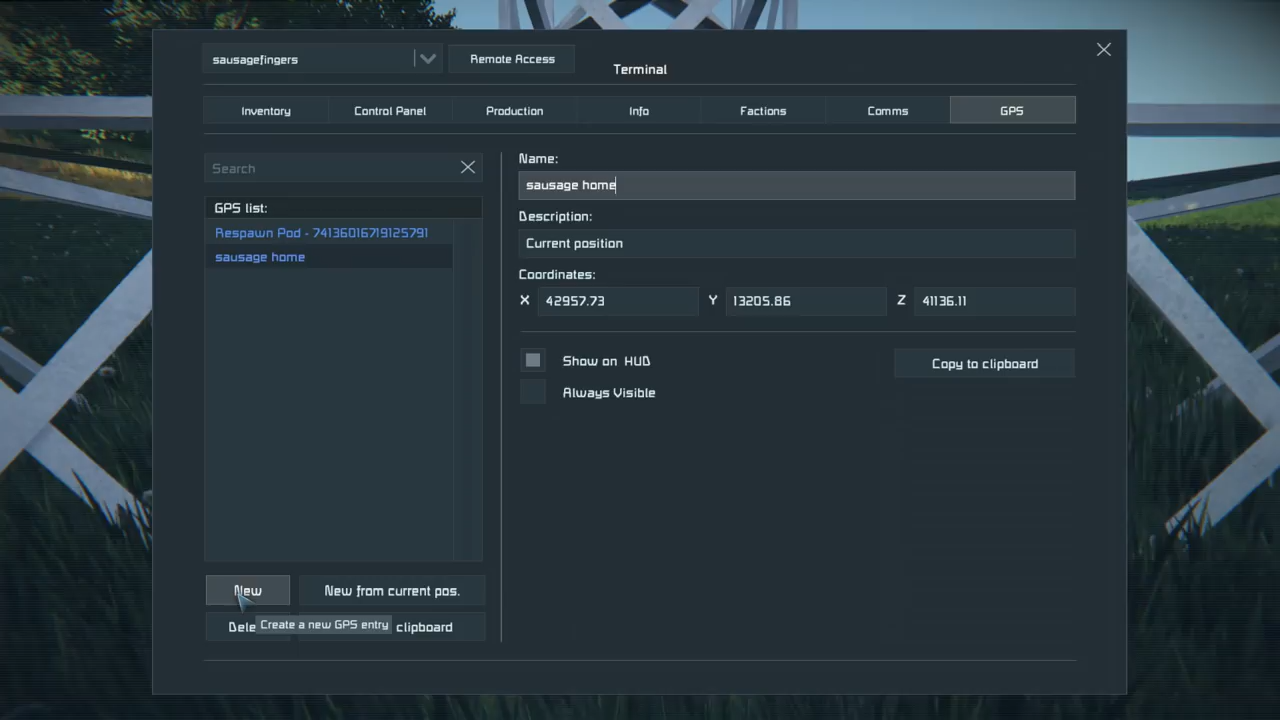 sausagefingers
Remote Access
Terminal
Inventory
Control Panel
Production
Info
Factions
Comms
GPS
Search
GPS list:
Respawn Pod - 74136016719125791
sausage home
New
New from current pos.
Dele
clipboard
Create a new GPS entry
Name:
sausage home
Description:
Current position
Coordinates:
X 42957.73 Y 13205.86 Z 41136.11
Show on HUD
Copy to clipboard
Always Visible